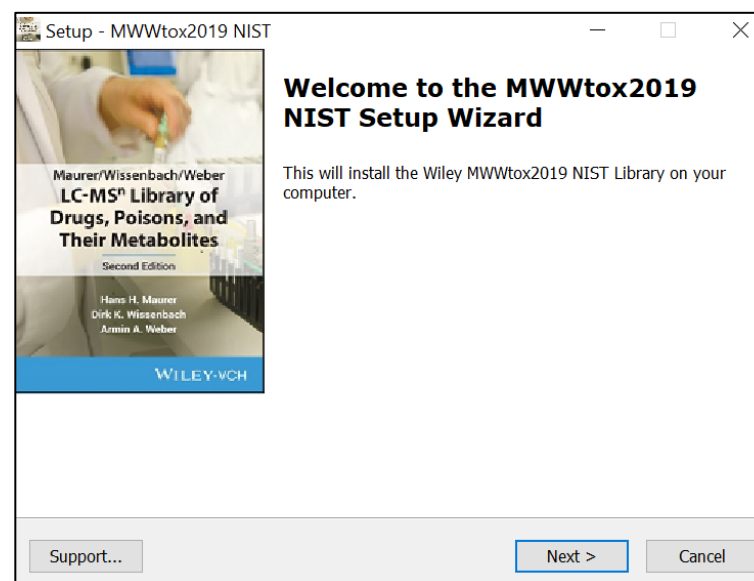 Setup - MWWtox2019 NIST
Welcome to the MWWtox2019
NIST Setup Wizard
This will install the Wiley MWWtox2019 NIST Library on your
computer.
Maurer/Wissenbach/Weber
LC-MSⁿ Library of
Drugs, Poisons, and
Their Metabolites
Second Edition
Hans H. Maurer
Dirk K. Wissenbach
Armin A. Weber
WILEY-VCH
Support...
Next >
Cancel